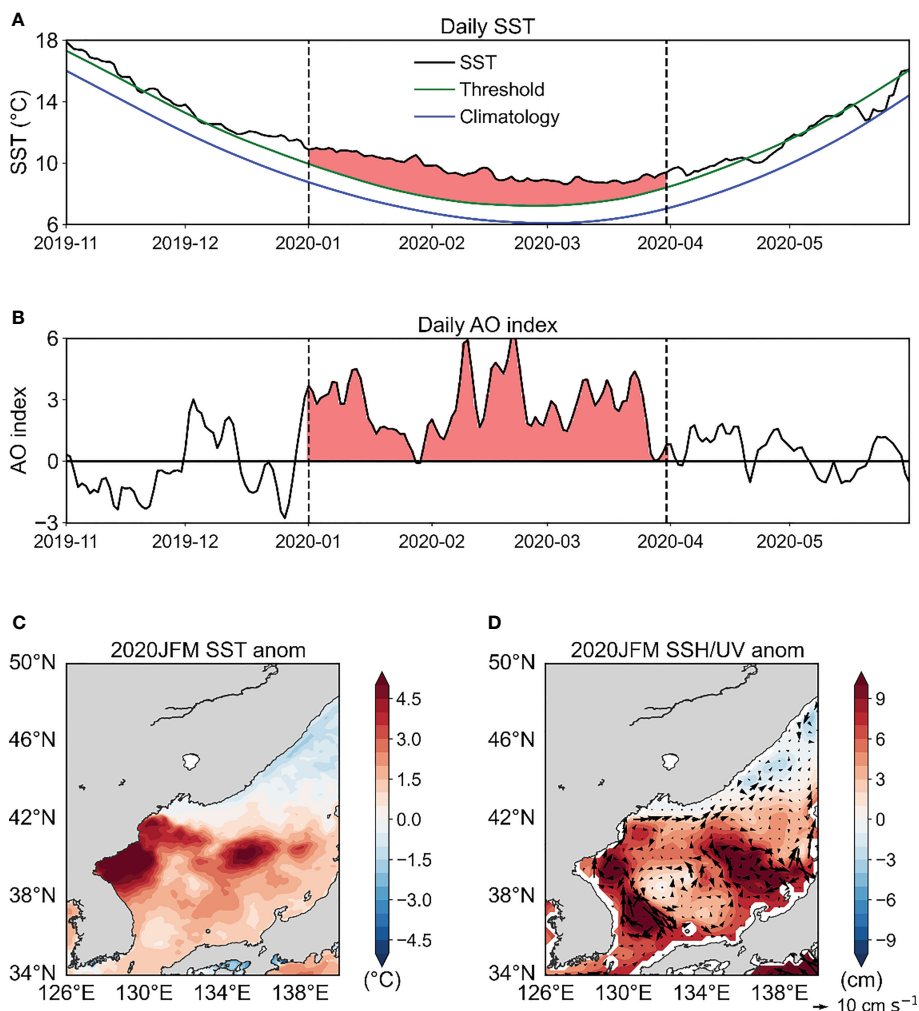 A
Daily SST
SST (°C)
18
14
10
6
SST
Threshold
Climatology
2019-11 2019-12 2020-01 2020-02 2020-03 2020-04 2020-05
B
Daily AO index
AO index
6
3
0
−3
2019-11 2019-12 2020-01 2020-02 2020-03 2020-04 2020-05
C
2020JFM SST anom
50°N
46°N
42°N
38°N
34°N
126°E 130°E 134°E 138°E
4.5
3.0
1.5
0.0
−1.5
−3.0
−4.5
(°C)
D
2020JFM SSH/UV anom
50°N
46°N
42°N
38°N
34°N
126°E 130°E 134°E 138°E
9
6
3
0
−3
−6
−9
(cm)
10 cm s⁻¹